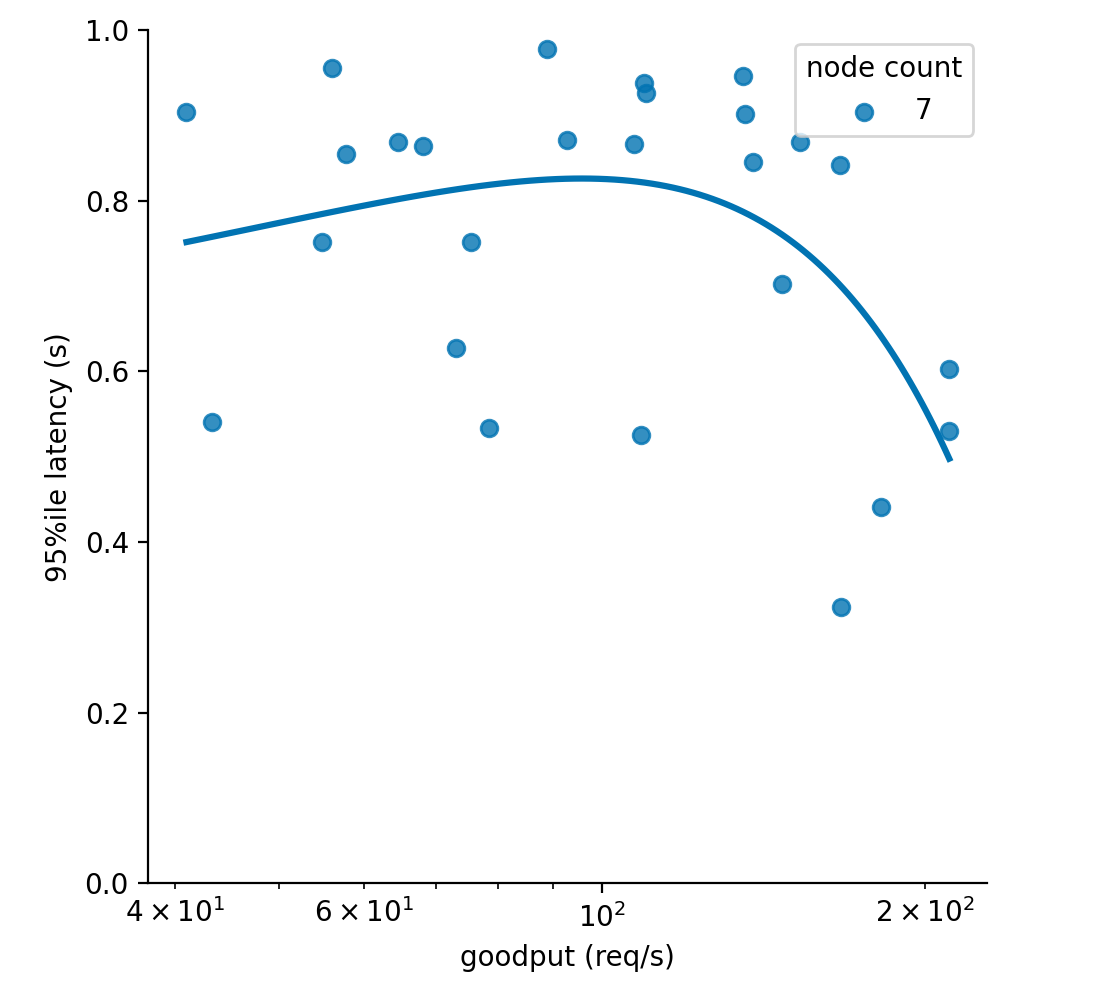 1.0
node count
7
0.8
0.6
0.4
0.2
0.0
95%ile latency (s)
4 × 10¹
6 × 10¹
10²
2 × 10²
goodput (req/s)